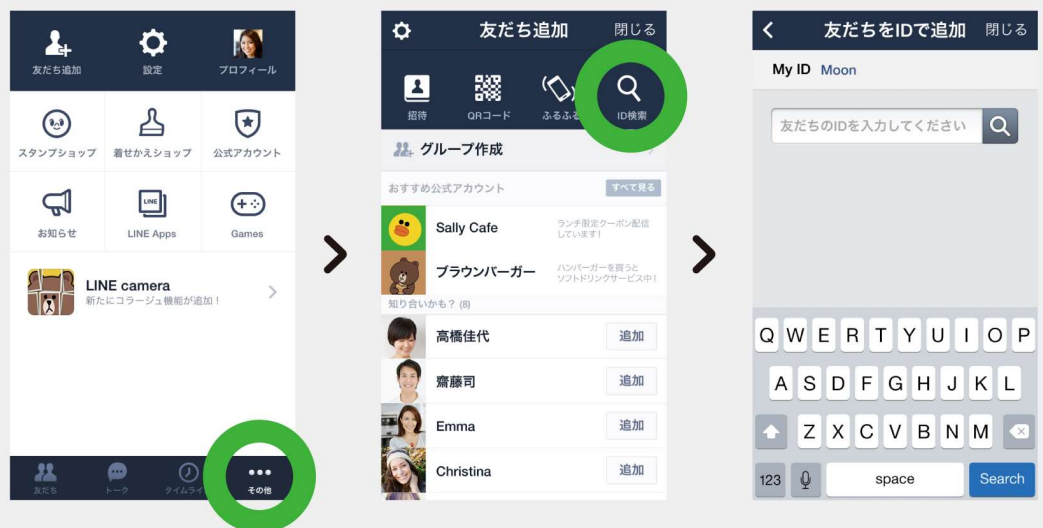 友だち追加
設定
プロフィール
スタンプショップ
着せかえショップ
公式アカウント
お知らせ
LINE
LINE Apps
Games
LINE camera
新たにコラージュ機能が追加！
友だち
トーク
タイムライ
その他
友だち追加
閉じる
招待
QRコード
ふるふる
ID検索
グループ作成
おすすめ公式アカウント
すべて見る
Sally Cafe
ランチ限定クーポン配信
しています！
ブラウンバーガー
ハンバーガーを買うと
ソフトドリンクサービス中！
知り合いかも？ (8)
高橋佳代
追加
齋藤司
追加
Emma
追加
Christina
追加
友だちをIDで追加
閉じる
My ID Moon
友だちのIDを入力してください
Q W E R T Y U I O P
A S D F G H J K L
Z X C V B N M
123
space
Search